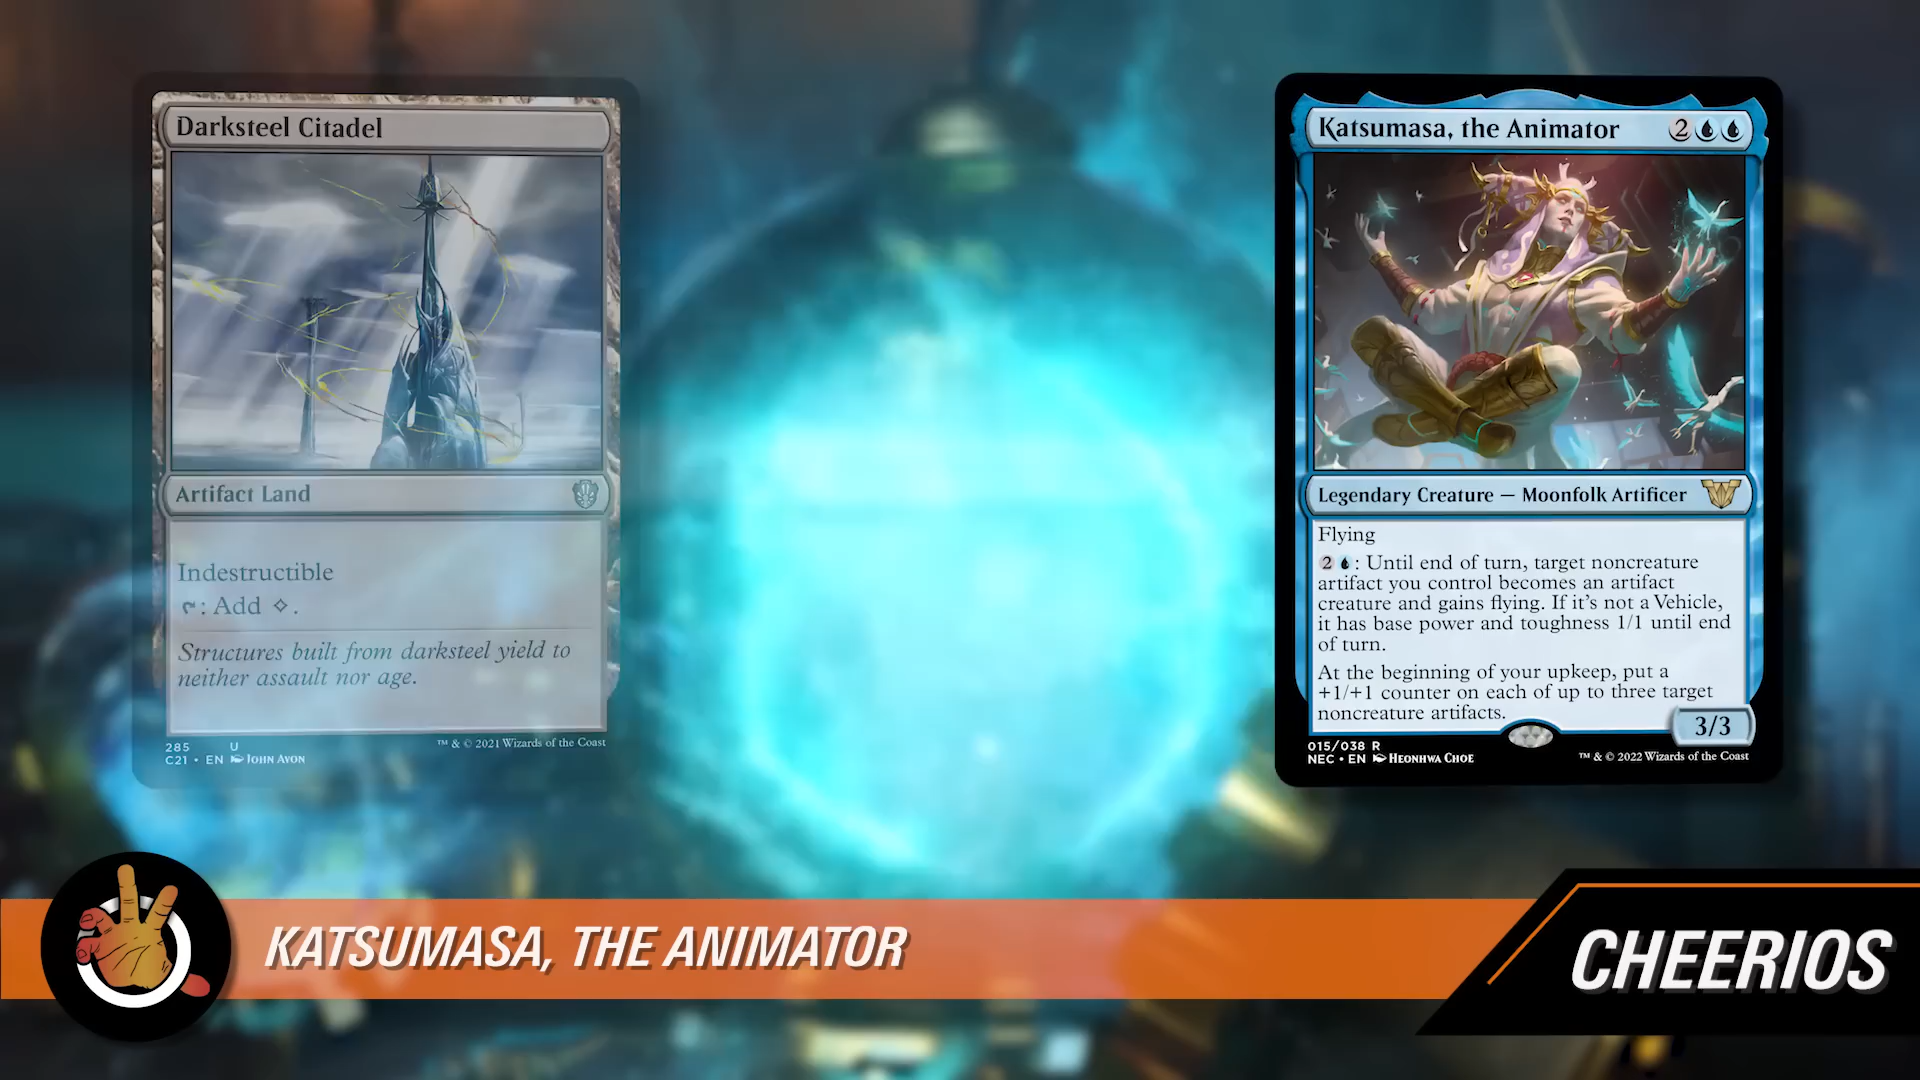 Darksteel Citadel
Artifact Land
Indestructible
: Add .
Structures built from darksteel yield to
neither assault nor age.
285 U
C21 • EN John Avon
™ & © 2021 Wizards of the Coast
Katsumasa, the Animator 2
Legendary Creature — Moonfolk Artificer
Flying
2 : Until end of turn, target noncreature
artifact you control becomes an artifact
creature and gains flying. If it's not a Vehicle,
it has base power and toughness 1/1 until end
of turn.
At the beginning of your upkeep, put a
+1/+1 counter on each of up to three target
noncreature artifacts.
3/3
015/038 R
NEC • EN Heonhwa Choe
™ & © 2022 Wizards of the Coast
KATSUMASA, THE ANIMATOR
CHEERIOS